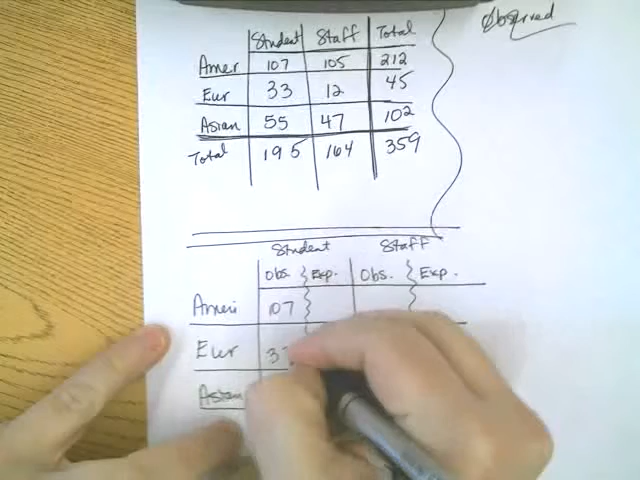 Observed
Student Staff Total
Amer 107 105 212
Eur 33 12 45
Asian 55 47 102
Total 195 164 359
Student Staff
Obs. Exp. Obs. Exp.
Ameri 107
Eur 3
Asian